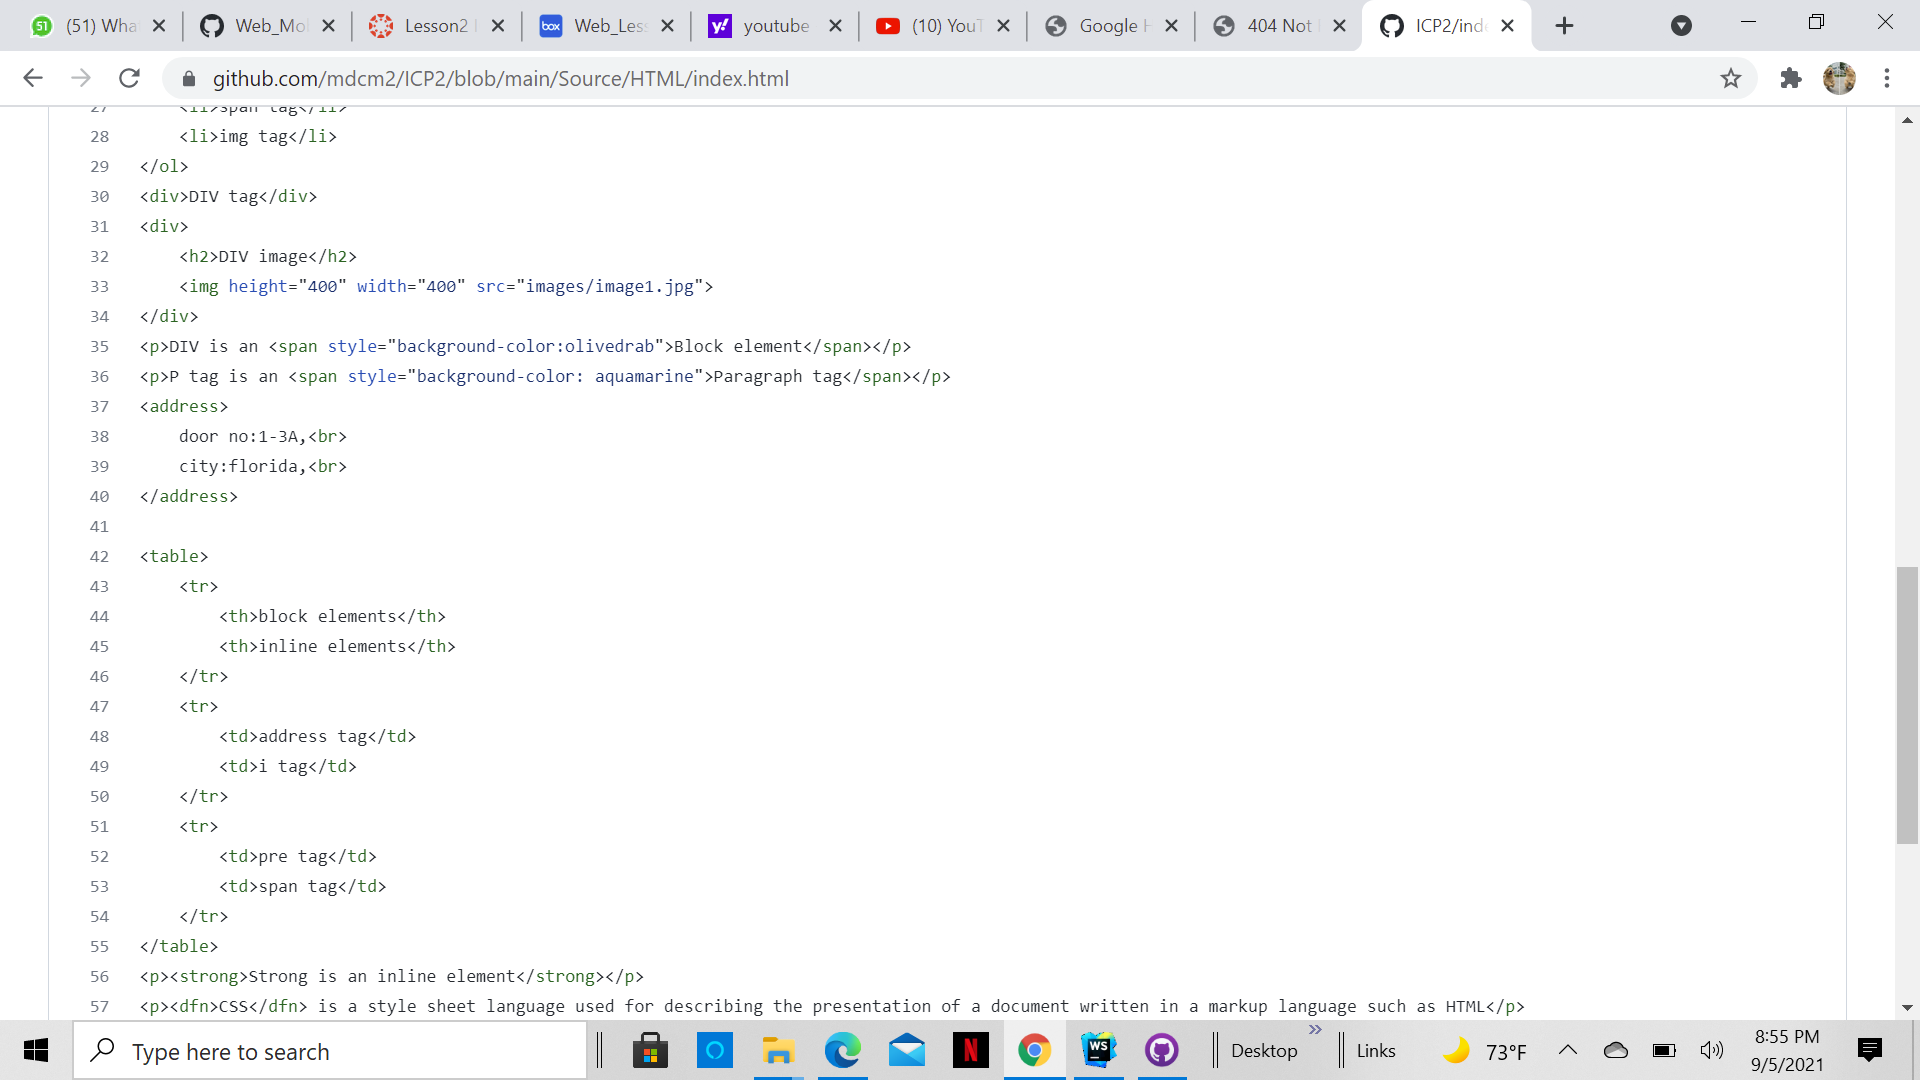 51 (51) Wha
Web_Mo
Lesson2
box Web_Les
y! youtube
(10) YouT
Google H
404 Not
ICP2/ind
github.com/mdcm2/ICP2/blob/main/Source/HTML/index.html
27 <li>span tag</li>
28 <li>img tag</li>
29 </ol>
30 <div>DIV tag</div>
31 <div>
32 <h2>DIV image</h2>
33 <img height="400" width="400" src="images/image1.jpg">
34 </div>
35 <p>DIV is an <span style="background-color:olivedrab">Block element</span></p>
36 <p>P tag is an <span style="background-color: aquamarine">Paragraph tag</span></p>
37 <address>
38 door no:1-3A,<br>
39 city:florida,<br>
40 </address>
41
42 <table>
43 <tr>
44 <th>block elements</th>
45 <th>inline elements</th>
46 </tr>
47 <tr>
48 <td>address tag</td>
49 <td>i tag</td>
50 </tr>
51 <tr>
52 <td>pre tag</td>
53 <td>span tag</td>
54 </tr>
55 </table>
56 <p><strong>Strong is an inline element</strong></p>
57 <p><dfn>CSS</dfn> is a style sheet language used for describing the presentation of a document written in a markup language such as HTML</p>
Type here to search
N
WS
Desktop
Links
73°F
8:55 PM
9/5/2021